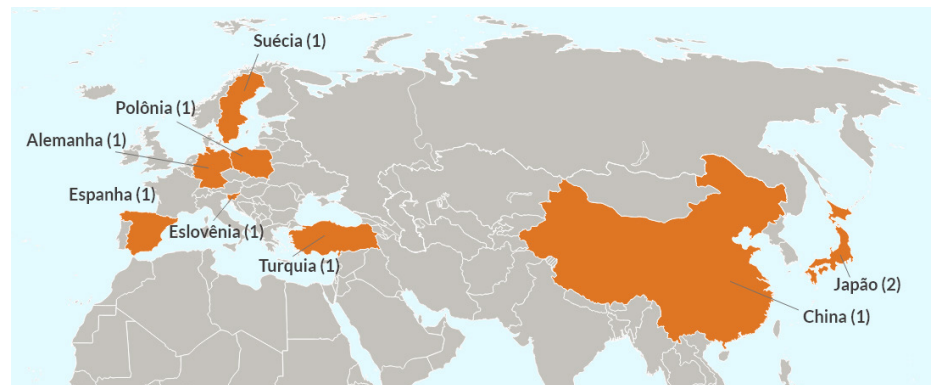 Suécia (1)
Polônia (1)
Alemanha (1)
Espanha (1)
Eslovênia (1)
Turquia (1)
Japão (2)
China (1)